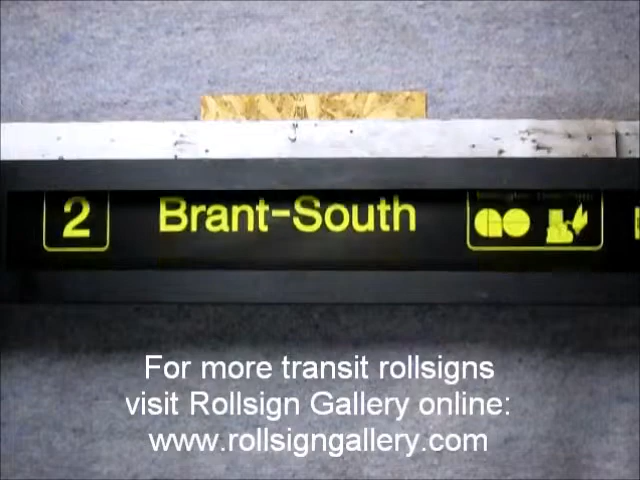 2 Brant-South
For more transit rollsigns
visit Rollsign Gallery online:
www.rollsigngallery.com